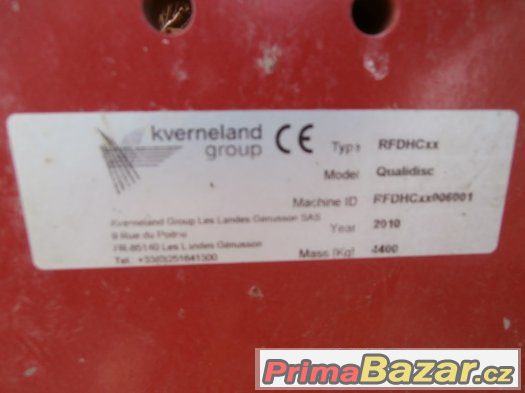 kverneland
group
CE
Type RFDHCxx
Model Qualidisc
Machine ID RFDHCxx006001
Year 2010
Mass (Kg) 4400
Kverneland Group Les Landes Genusson SAS
9 Rue du Poitou
FR-85140 Les Landes Génusson
Tel. +33(0)251641300
PrimaBazar.cz